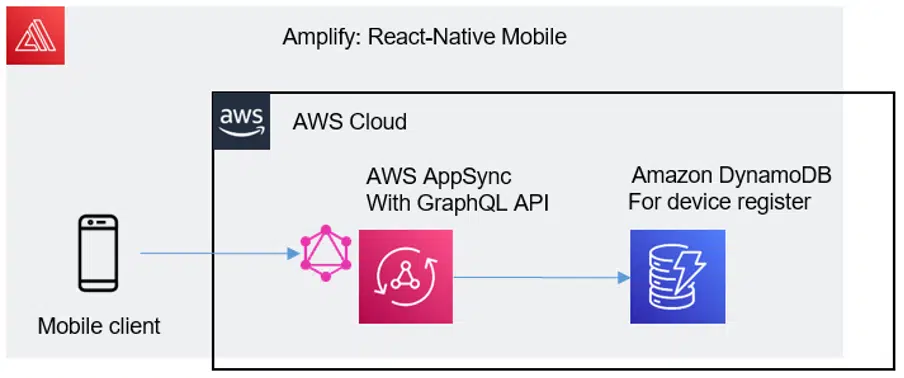 Amplify: React-Native Mobile
aws
AWS Cloud
AWS AppSync
With GraphQL API
Amazon DynamoDB
For device register
Mobile client